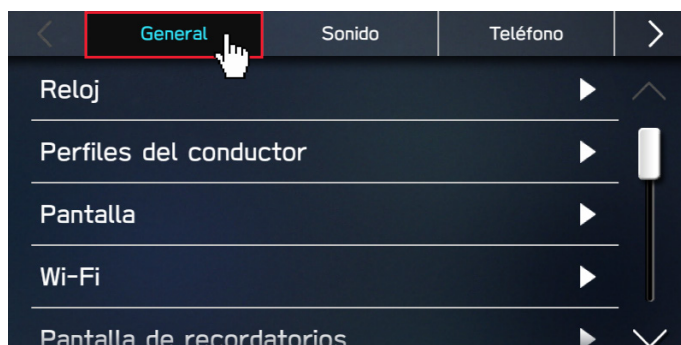 General Sonido Teléfono
Reloj
Perfiles del conductor
Pantalla
Wi-Fi
Pantalla de recordatorios